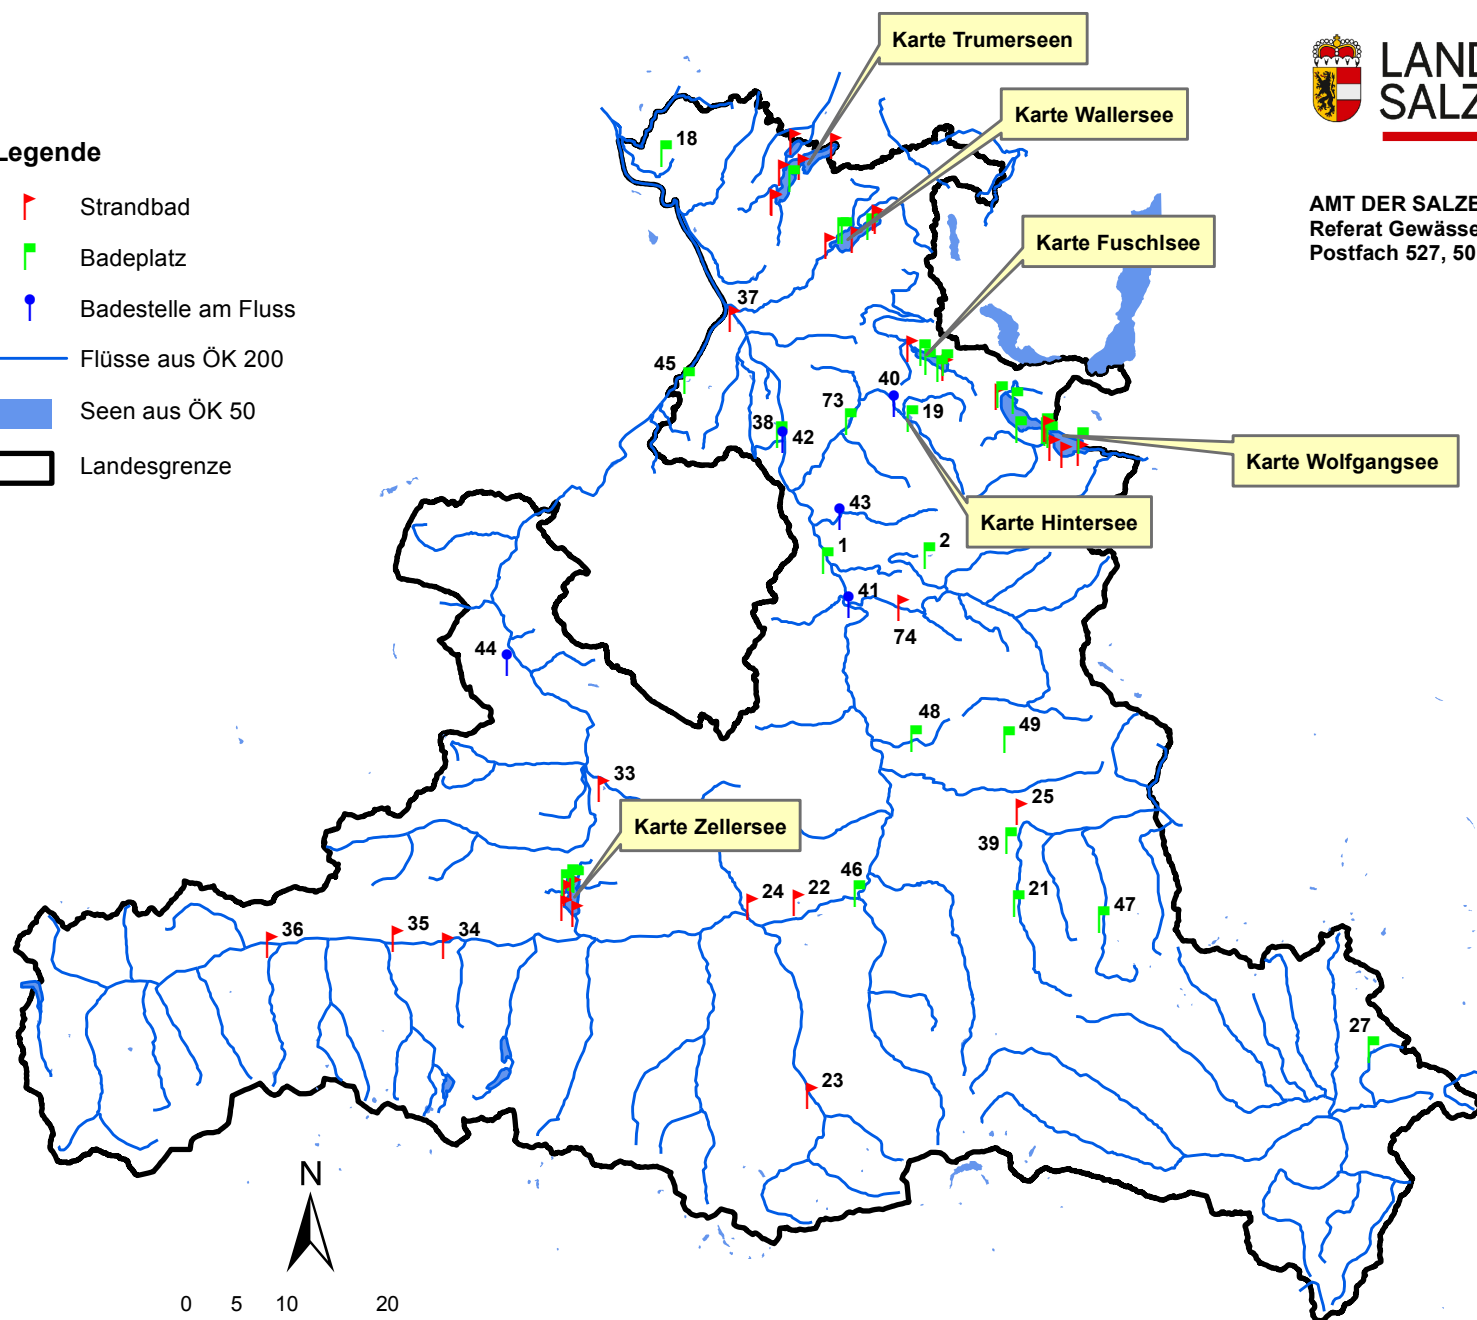 Karte Trumerseen
LAND
SALZ
Karte Wallersee
18
Legende
Strandbad
AMT DER SALZE
Referat Gewässe
Postfach 527, 50
Karte Fuschlsee
Badeplatz
Badestelle am Fluss
37
Flüsse aus ÖK 200
45
40
Seen aus ÖK 50
73
19
38
42
Landesgrenze
Karte Wolfgangsee
43
Karte Hintersee
1
2
41
74
44
48
49
33
25
Karte Zellersee
39
46
24
22
21
47
36
35
34
27
23
N
0 5 10 20